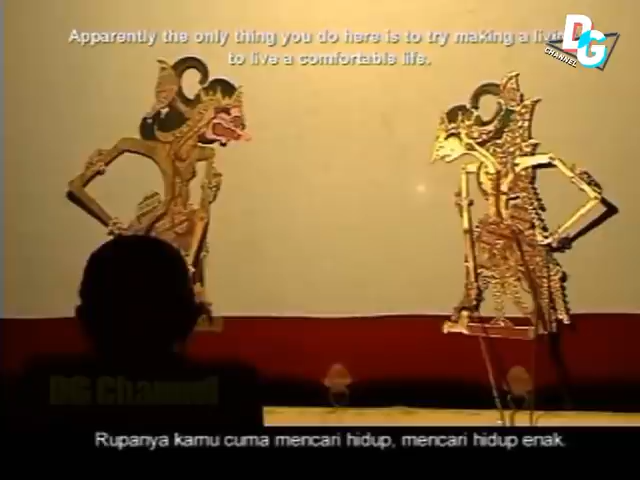 Apparently the only thing you do here is to try making a living
to live a comfortable life.
DG
CHANNEL
DG Channel
Rupanya kamu cuma mencari hidup, mencari hidup enak.